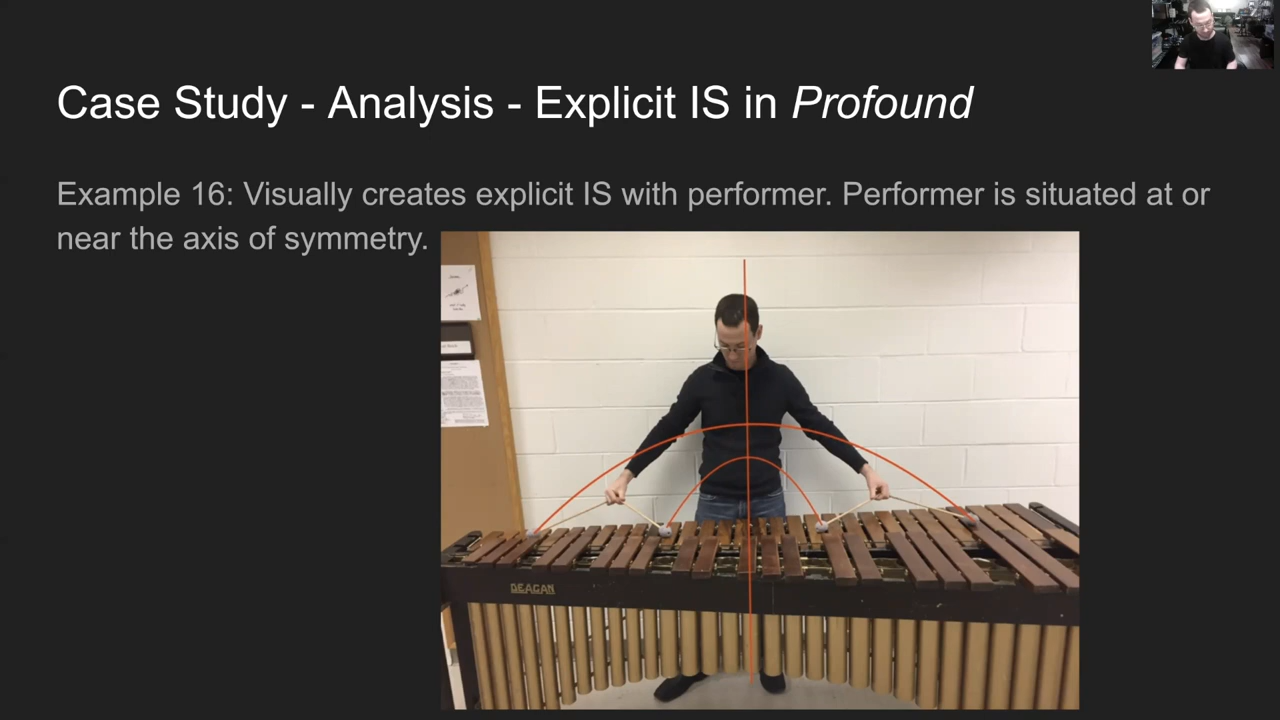 Case Study - Analysis - Explicit IS in Profound
Example 16: Visually creates explicit IS with performer. Performer is situated at or
near the axis of symmetry.
DEAGAN